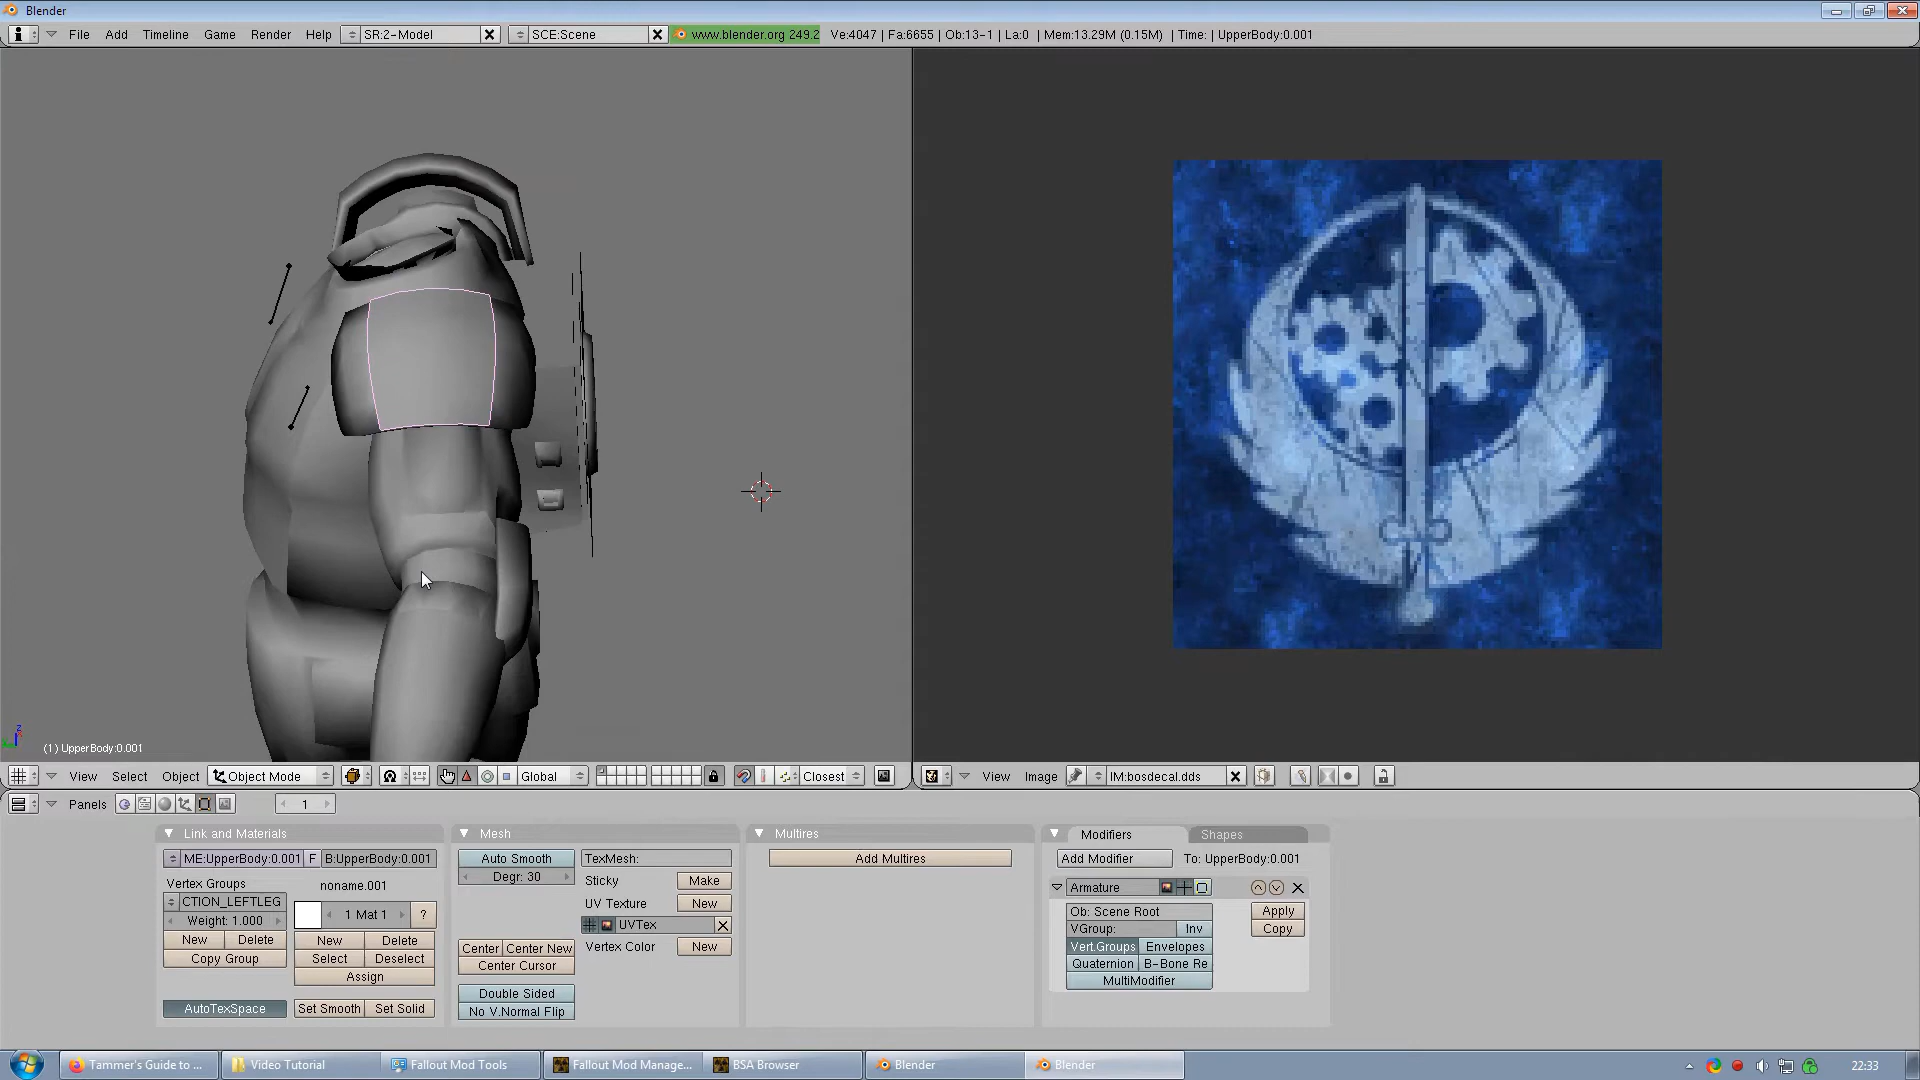 Blender
File Add Timeline Game Render Help SR:2-Model SCE:Scene www.blender.org 249.2 Ve:4047 | Fa:6655 | Ob:13-1 | La:0 | Mem:13.29M (0.15M) | Time: | UpperBody:0.001
(1) UpperBody:0.001
View Select Object Object Mode Global Closest View Image IM:bosdecal.dds
Panels 1
Link and Materials Mesh Multires Modifiers Shapes
ME:UpperBody:0.001 F B:UpperBody:0.001 Auto Smooth TexMesh: Add Multires Add Modifier To: UpperBody:0.001
Degr: 30 Sticky Make
Vertex Groups noname.001 Armature
CTION_LEFTLEG UV Texture New
Weight: 1.000 1 Mat 1 ? UVTex Ob: Scene Root Apply
VGroup: Inv Copy
New Delete New Delete Center Center New Vertex Color New Vert.Groups Envelopes
Copy Group Select Deselect Center Cursor Quaternion B-Bone Re
Assign MultiModifier
Double Sided
AutoTexSpace Set Smooth Set Solid No V.Normal Flip
Tammer's Guide to ... Video Tutorial Fallout Mod Tools Fallout Mod Manage... BSA Browser Blender Blender 22:33